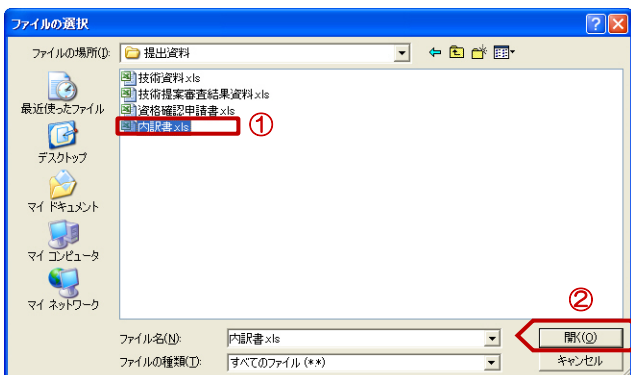 ファイルの選択
ファイルの場所(I):
提出資料
技術資料.xls
技術提案審査結果資料.xls
資格確認申請書.xls
内訳書.xls
①
最近使ったファイル
デスクトップ
マイ ドキュメント
マイ コンピュータ
マイ ネットワーク
②
ファイル名(N):
内訳書.xls
開く(O)
ファイルの種類(T):
すべてのファイル (*.*)
キャンセル